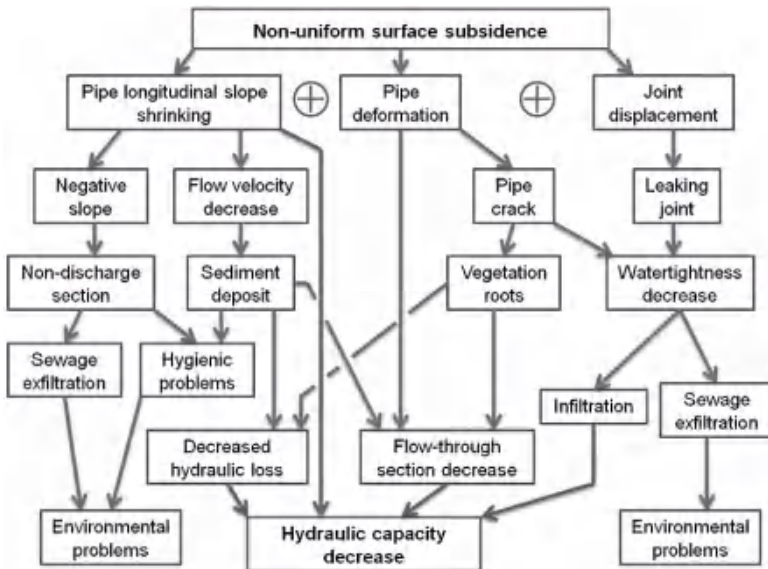 Non-uniform surface subsidence
Pipe longitudinal slope
shrinking
Pipe
deformation
Joint
displacement
Negative
slope
Flow velocity
decrease
Pipe
crack
Leaking
joint
Non-discharge
section
Sediment
deposit
Vegetation
roots
Watertightness
decrease
Sewage
exfiltration
Hygienic
problems
Infiltration
Sewage
exfiltration
Decreased
hydraulic loss
Flow-through
section decrease
Environmental
problems
Hydraulic capacity
decrease
Environmental
problems